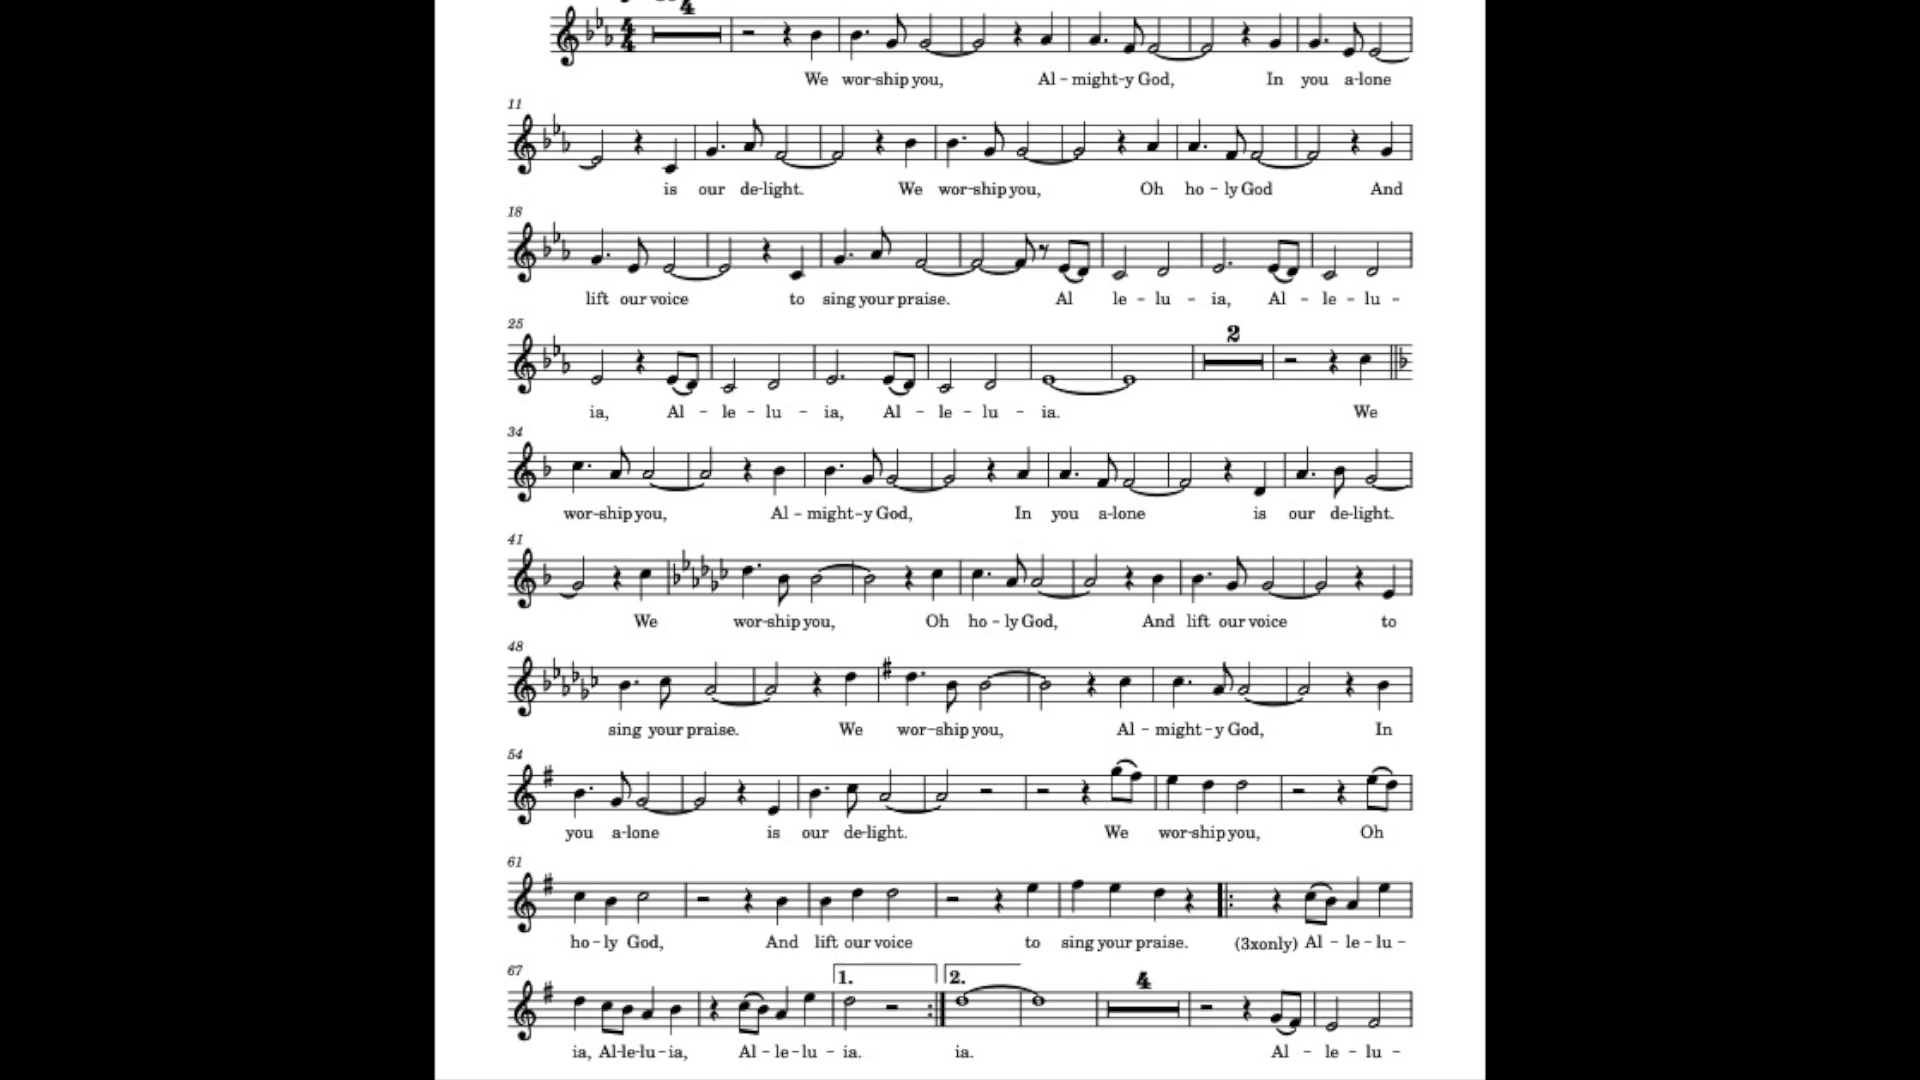 4
We wor-ship you, Al - might-y God, In you a-lone
11
is our de-light. We wor-ship you, Oh ho - ly God And
18
lift our voice to sing your praise. Al le - lu - ia, Al - le - lu -
25
2
ia, Al - le - lu - ia, Al - le - lu - ia. We
34
wor-ship you, Al - might-y God, In you a-lone is our de-light.
41
We wor-ship you, Oh ho - ly God, And lift our voice to
48
sing your praise. We wor-ship you, Al - might-y God, In
54
you a-lone is our de-light. We wor-ship you, Oh
61
ho - ly God, And lift our voice to sing your praise. (3xonly) Al - le - lu -
67
1. 2. 4
ia, Al-le-lu-ia, Al - le - lu - ia. ia. Al - le - lu -